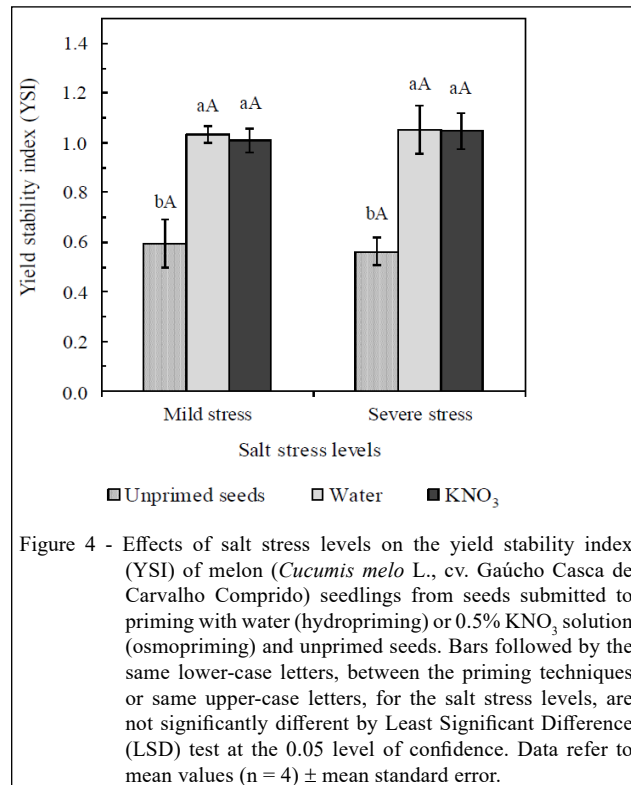 1.4
1.2
1.0
0.8
0.6
0.4
0.2
0.0
Yield stability index (YSI)
bA
aA
aA
bA
aA
aA
Mild stress
Severe stress
Salt stress levels
Unprimed seeds
Water
KNO₃
Figure 4 - Effects of salt stress levels on the yield stability index
(YSI) of melon (Cucumis melo L., cv. Gaúcho Casca de
Carvalho Comprido) seedlings from seeds submitted to
priming with water (hydropriming) or 0.5% KNO₃ solution
(osmopriming) and unprimed seeds. Bars followed by the
same lower-case letters, between the priming techniques
or same upper-case letters, for the salt stress levels, are
not significantly different by Least Significant Difference
(LSD) test at the 0.05 level of confidence. Data refer to
mean values (n = 4) ± mean standard error.